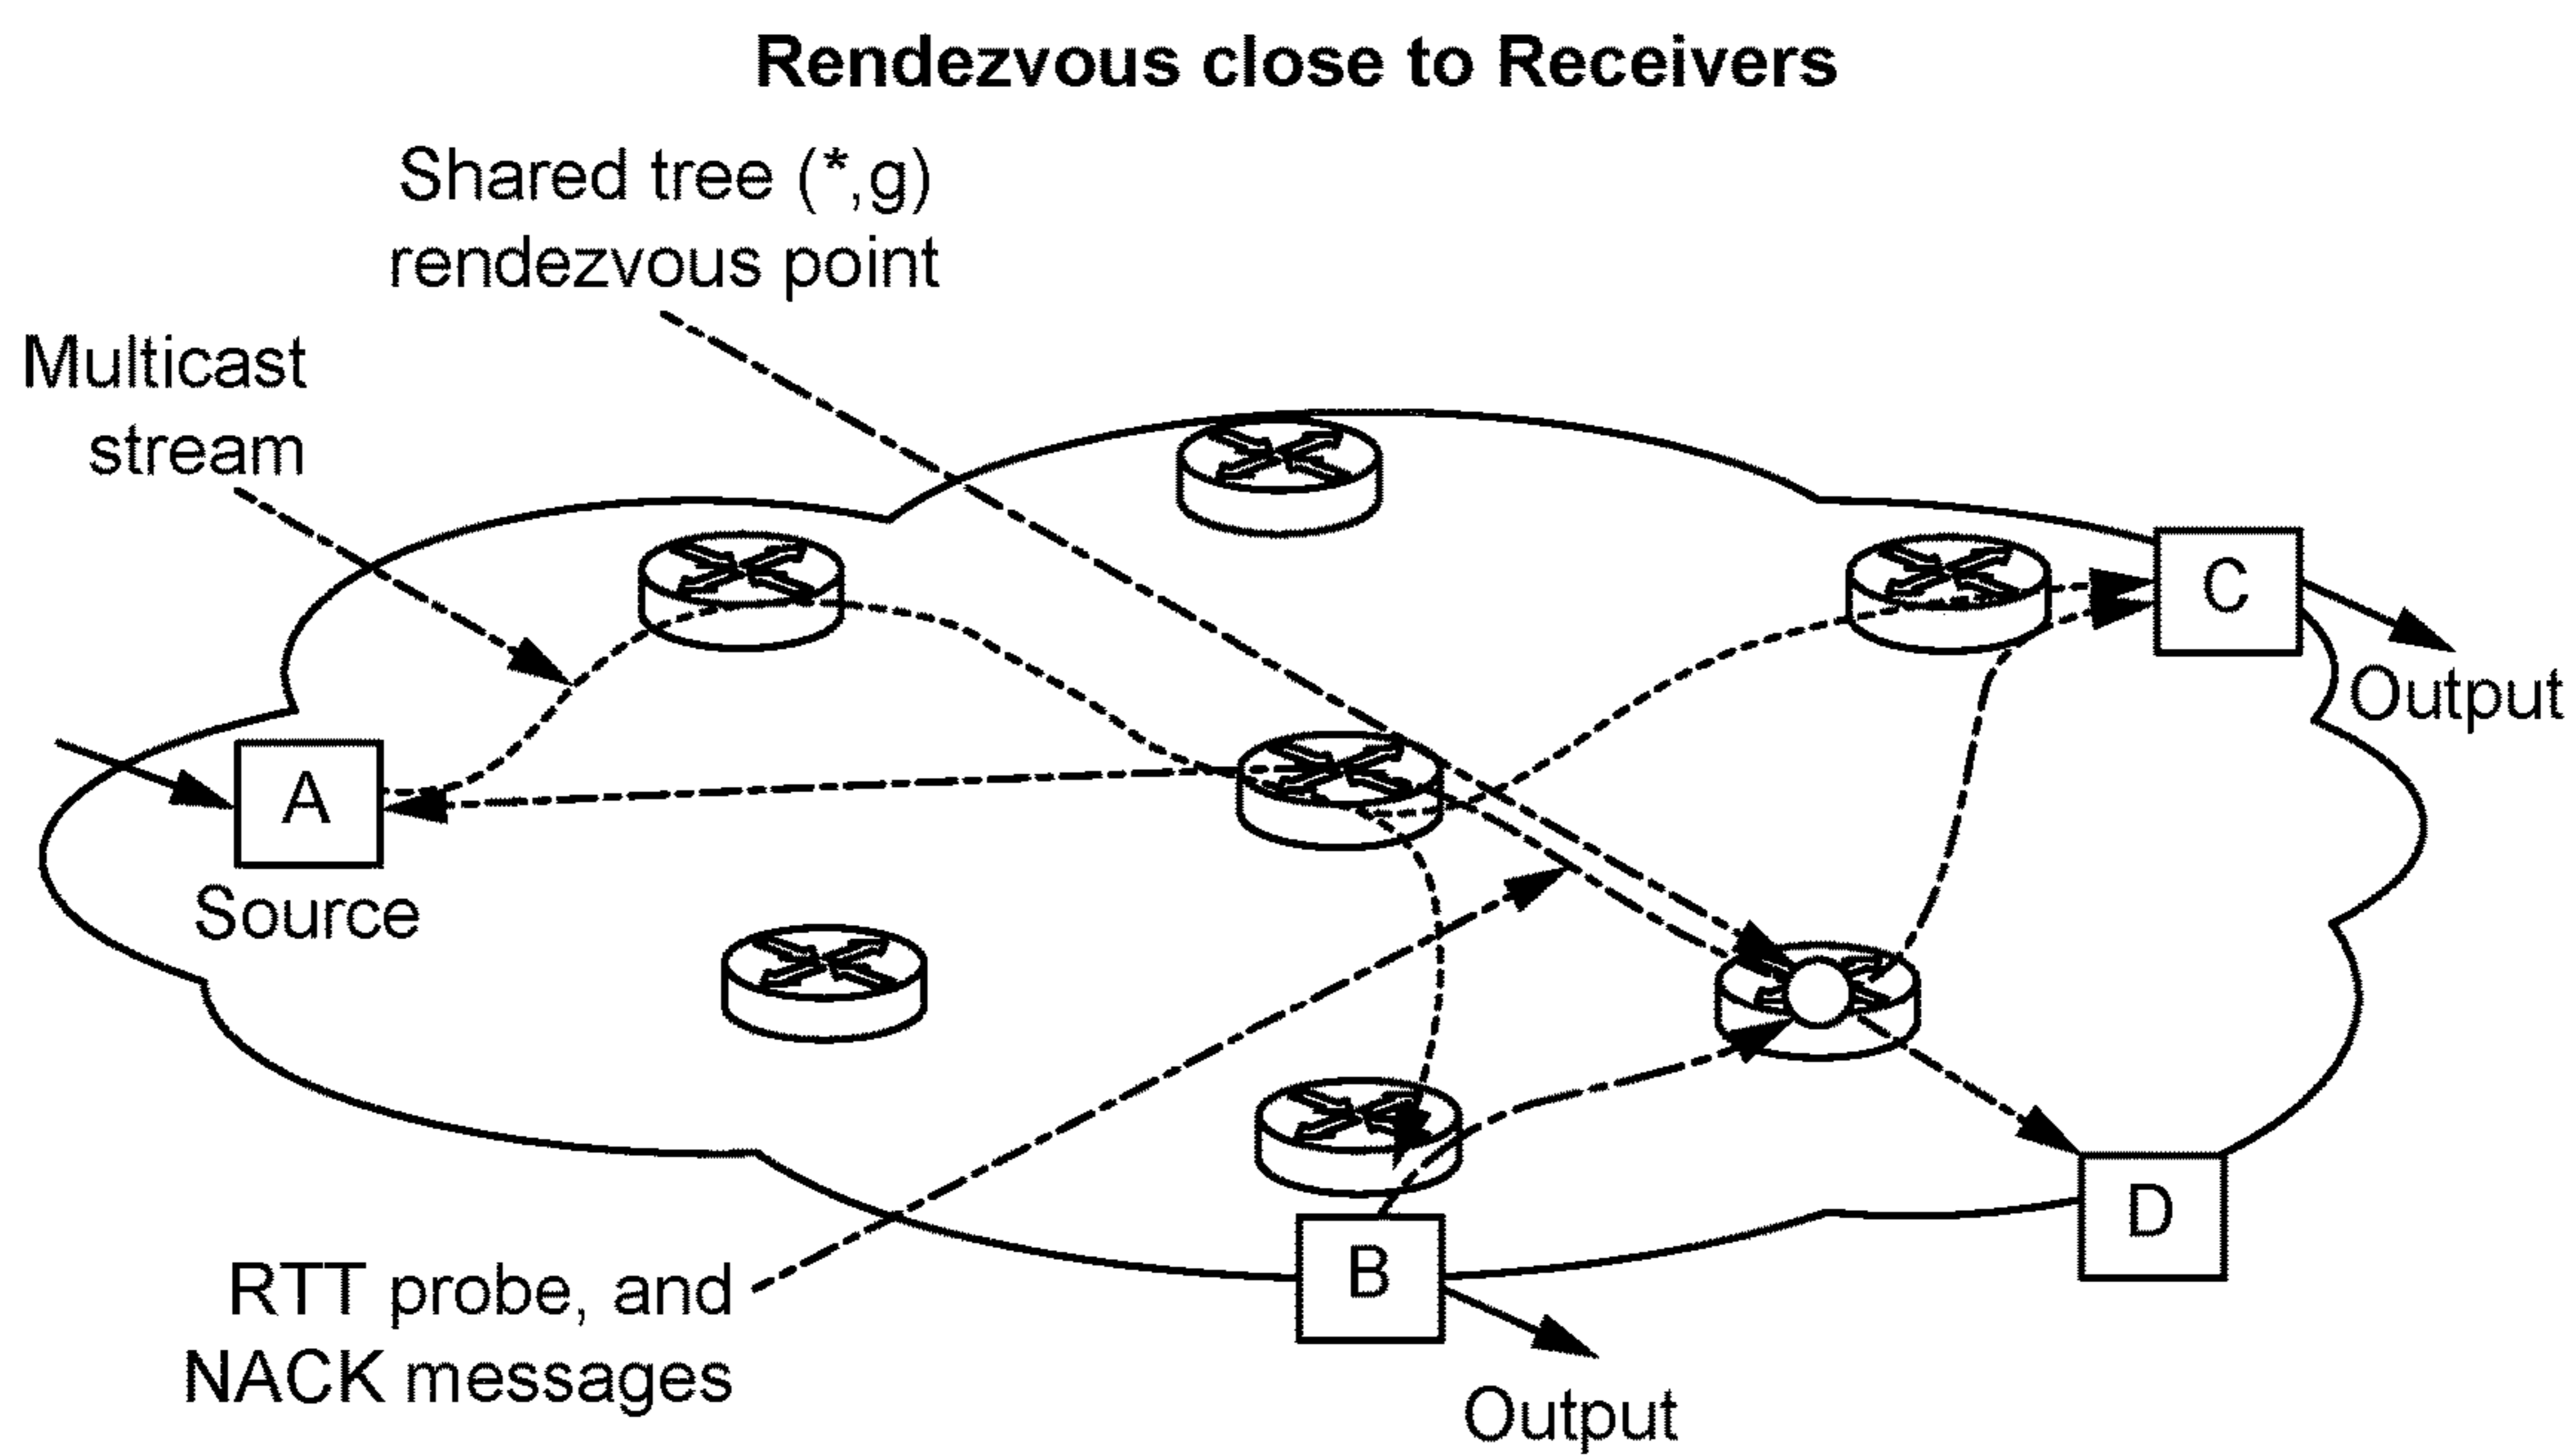 Rendezvous close to Receivers
Shared tree (*,g)
rendezvous point
Multicast
stream
C
Output
A
Source
D
B
RTT probe, and
NACK messages
Output